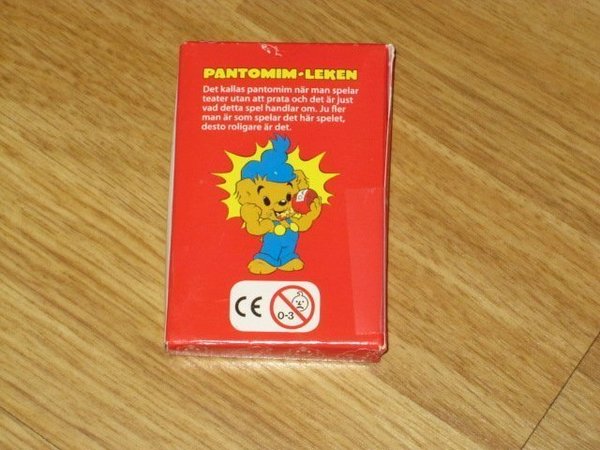 PANTOMIM-LEKEN
Det kallas pantomim när man spelar
teater utan att prata och det är just
vad detta spel handlar om. Ju fler
man är som spelar det här spelet,
desto roligare är det.
CE
0-3